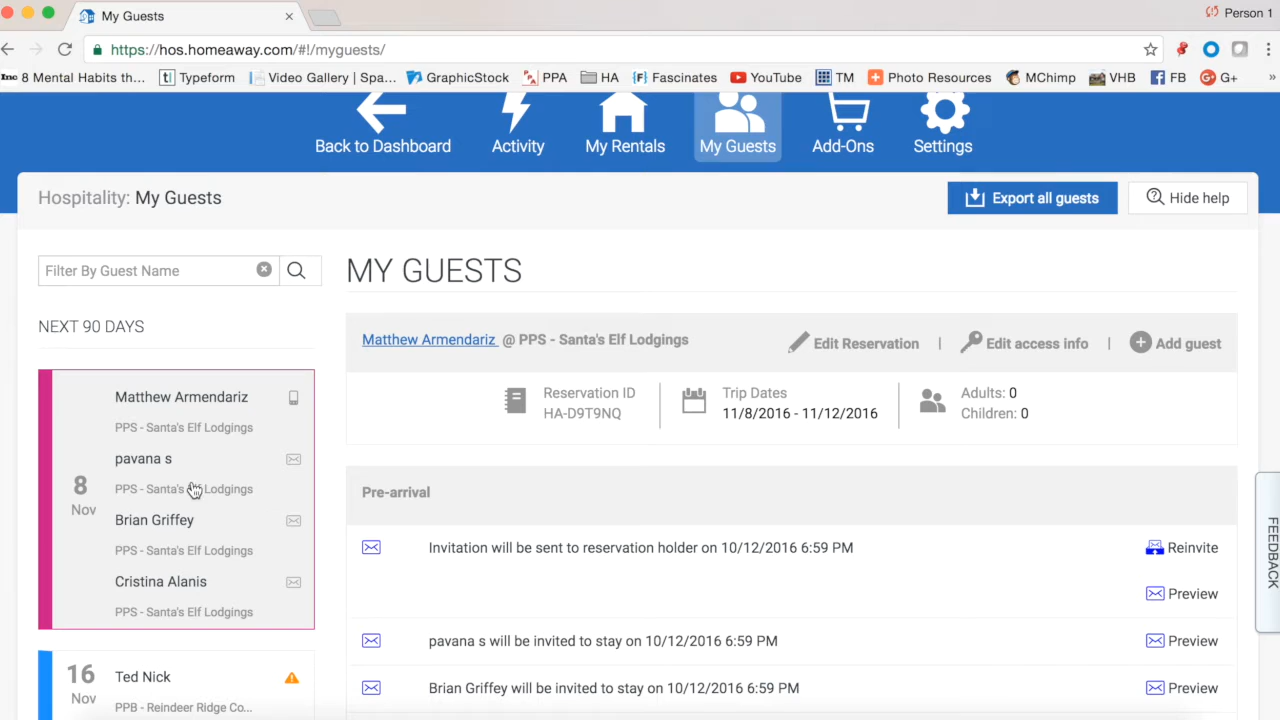 My Guests
Person 1
https://hos.homeaway.com/#!/myguests/
Inc 8 Mental Habits th...
t| Typeform
Video Gallery | Spa...
GraphicStock
PPA
HA
{F} Fascinates
YouTube
TM
Photo Resources
MChimp
VHB
FB
G+
»
Back to Dashboard
Activity
My Rentals
My Guests
Add-Ons
Settings
Hospitality: My Guests
Export all guests
Hide help
Filter By Guest Name
MY GUESTS
NEXT 90 DAYS
Matthew Armendariz @ PPS - Santa's Elf Lodgings
Edit Reservation | Edit access info | Add guest
Reservation ID
HA-D9T9NQ
Trip Dates
11/8/2016 - 11/12/2016
Adults: 0
Children: 0
8
Nov
Matthew Armendariz
PPS - Santa's Elf Lodgings
pavana s
PPS - Santa's Elf Lodgings
Brian Griffey
PPS - Santa's Elf Lodgings
Cristina Alanis
PPS - Santa's Elf Lodgings
16
Nov
Ted Nick
PPB - Reindeer Ridge Co...
Pre-arrival
Invitation will be sent to reservation holder on 10/12/2016 6:59 PM
Reinvite
Preview
pavana s will be invited to stay on 10/12/2016 6:59 PM
Preview
Brian Griffey will be invited to stay on 10/12/2016 6:59 PM
Preview
FEEDBACK